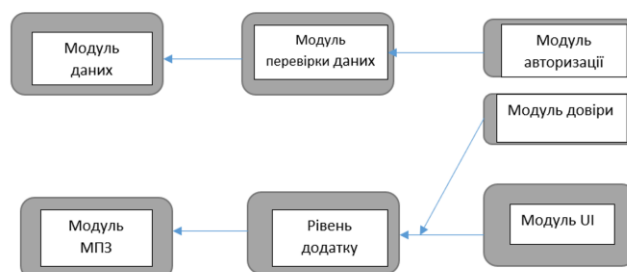 Модуль
даних
Модуль
перевірки даних
Модуль
авторизації
Модуль довіри
Модуль
МПЗ
Рівень
додатку
Модуль UI